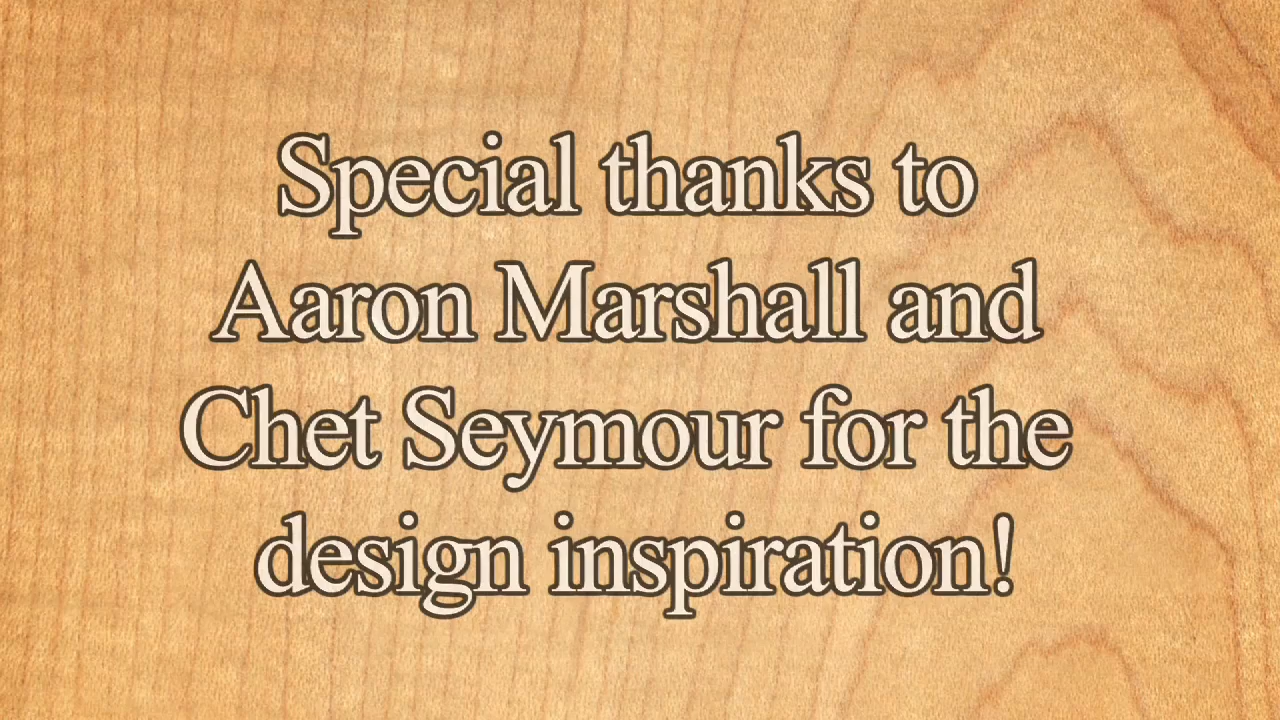 Special thanks to
Aaron Marshall and
Chet Seymour for the
design inspiration!